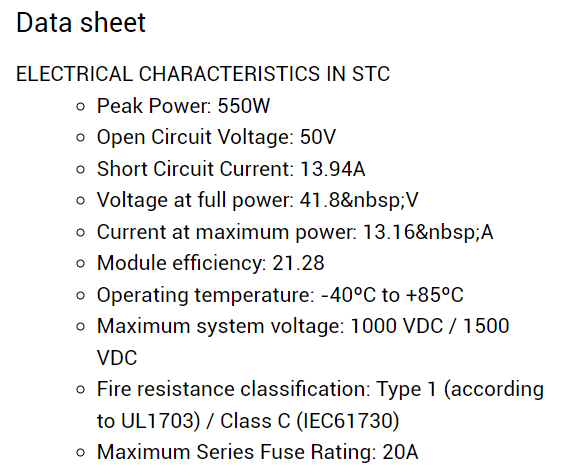 Data sheet
ELECTRICAL CHARACTERISTICS IN STC
Peak Power: 550W
Open Circuit Voltage: 50V
Short Circuit Current: 13.94A
Voltage at full power: 41.8&nbsp;V
Current at maximum power: 13.16&nbsp;A
Module efficiency: 21.28
Operating temperature: -40ºC to +85ºC
Maximum system voltage: 1000 VDC / 1500
VDC
Fire resistance classification: Type 1 (according
to UL1703) / Class C (IEC61730)
Maximum Series Fuse Rating: 20A